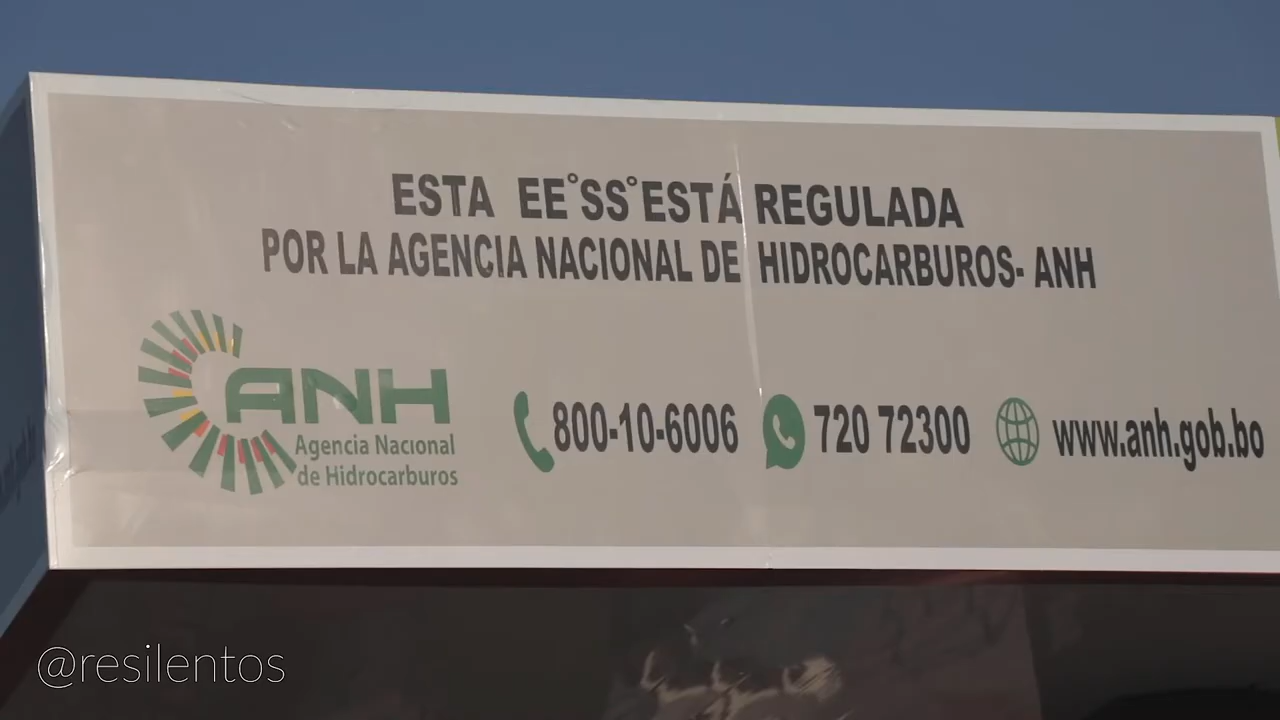 ESTA EE°SS° ESTÁ REGULADA
POR LA AGENCIA NACIONAL DE HIDROCARBUROS- ANH
ANH
Agencia Nacional
de Hidrocarburos
800-10-6006
720 72300
www.anh.gob.bo
@resilentos